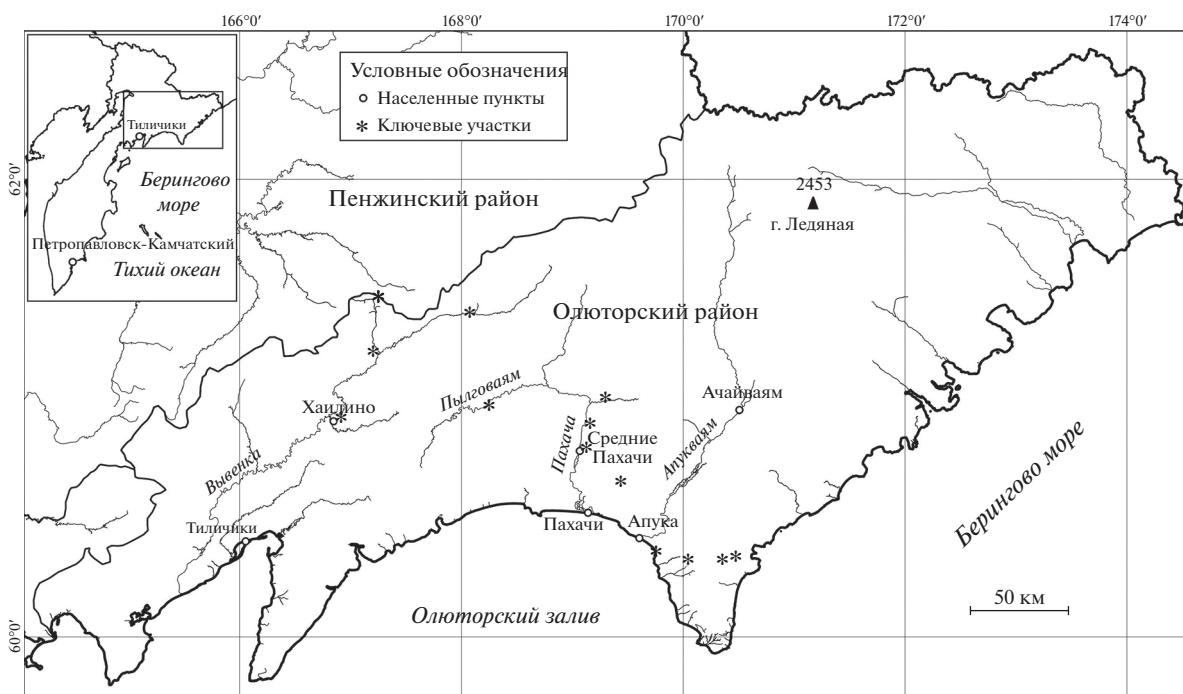 166°0′ 168°0′ 170°0′ 172°0′ 174°0′
Условные обозначения
Населенные пункты
Ключевые участки
Тиличики
Берингово
море
Петропавловск-Камчатский
Тихий океан
62°0′
Пенжинский район
2453
г. Ледяная
Олюторский район
Пылговаям
Хаилино
Ачайваям
Пахача
Средние
Пахачи
Апукваям
Вывенка
Тиличики
Пахачи
Апука
Берингово море
50 км
Олюторский залив
60°0′